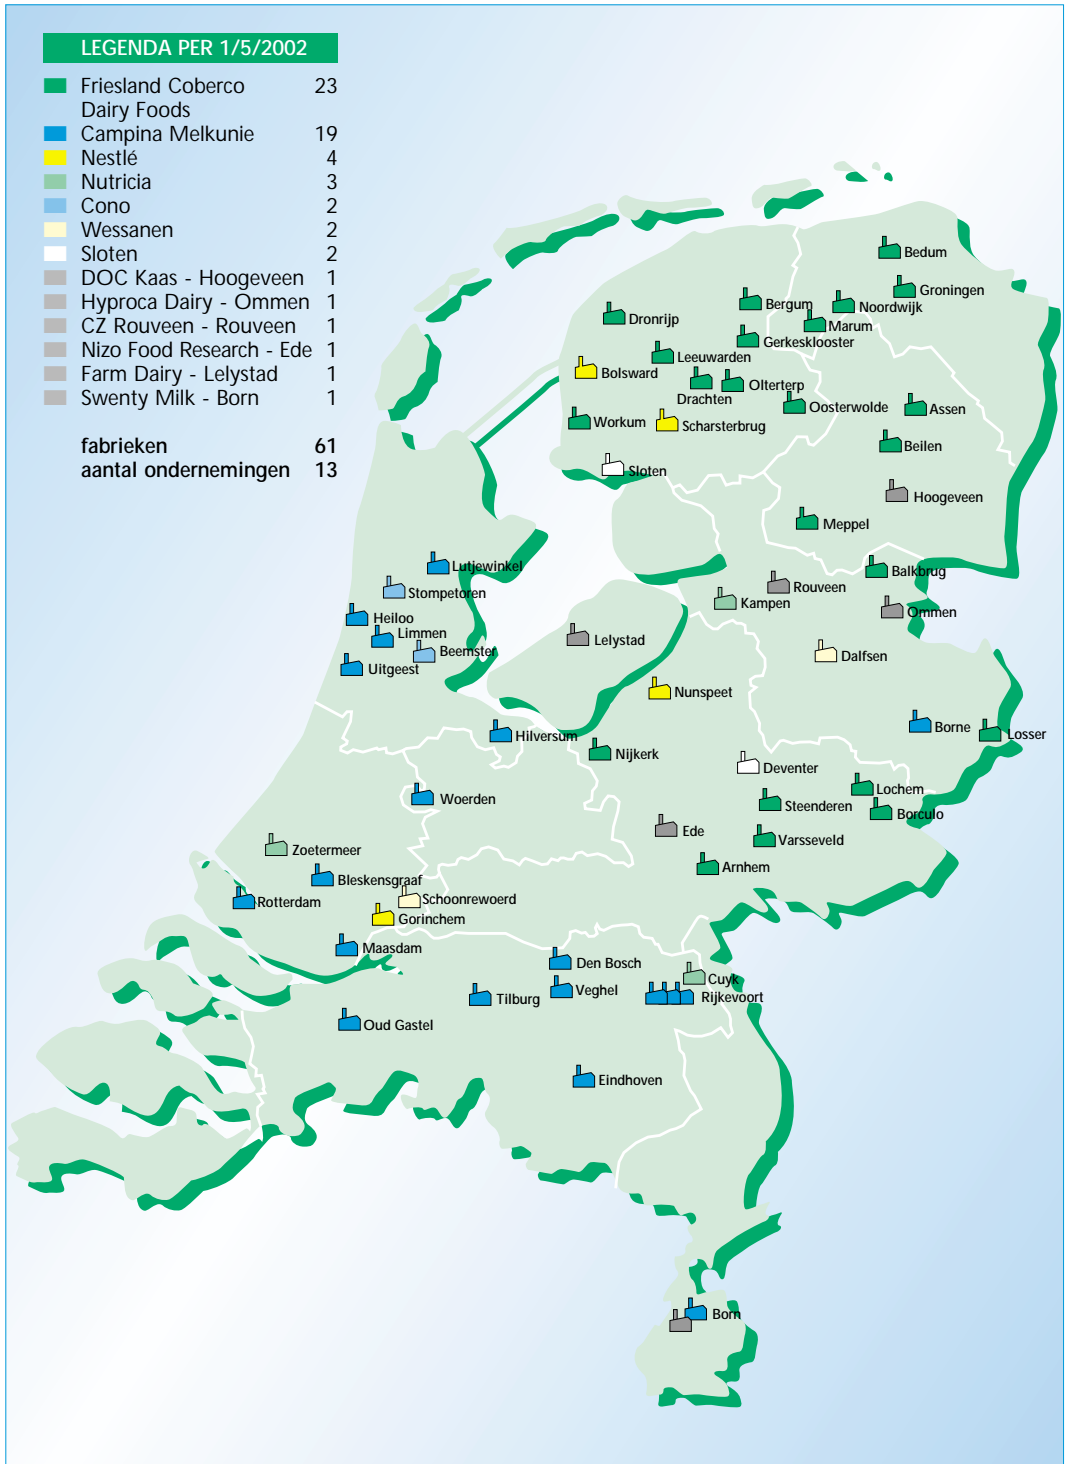 LEGENDA PER 1/5/2002
Friesland Coberco 23
Dairy Foods
Campina Melkunie 19
Nestlé 4
Nutricia 3
Cono 2
Wessanen 2
Sloten 2
DOC Kaas - Hoogeveen 1
Hyproca Dairy - Ommen 1
CZ Rouveen - Rouveen 1
Nizo Food Research - Ede 1
Farm Dairy - Lelystad 1
Swenty Milk - Born 1
fabrieken 61
aantal ondernemingen 13
Bedum
Groningen
Bergum
Noordwijk
Dronrijp
Marum
Gerkesklooster
Leeuwarden
Bolsward
Olterterp
Drachten
Oosterwolde
Assen
Workum
Scharsterbrug
Beilen
Sloten
Hoogeveen
Meppel
Lutjewinkel
Balkbrug
Stompetoren
Rouveen
Kampen
Ommen
Heiloo
Limmen
Lelystad
Beemster
Dalfsen
Uitgeest
Nunspeet
Borne
Losser
Hilversum
Nijkerk
Deventer
Lochem
Woerden
Steenderen
Borculo
Ede
Varsseveld
Zoetermeer
Arnhem
Bleskensgraaf
Schoonrewoerd
Rotterdam
Gorinchem
Maasdam
Den Bosch
Cuyk
Veghel
Tilburg
Rijkevoort
Oud Gastel
Eindhoven
Born